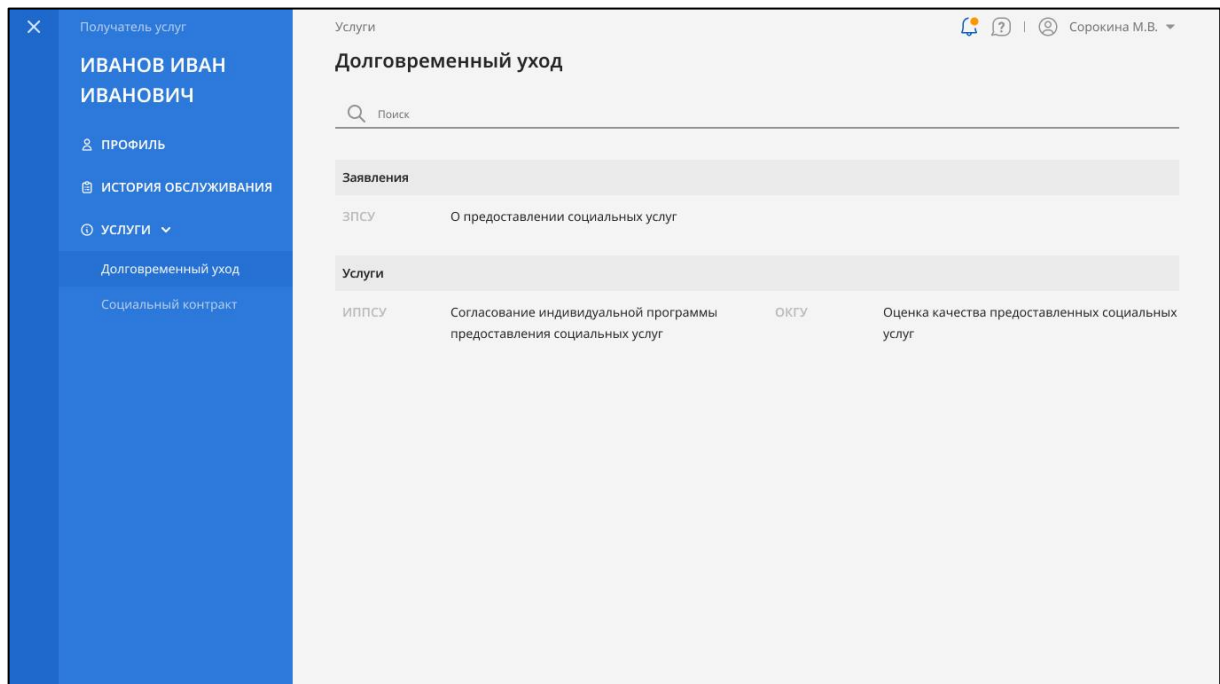 Получатель услуг
ИВАНОВ ИВАН
ИВАНОВИЧ
ПРОФИЛЬ
ИСТОРИЯ ОБСЛУЖИВАНИЯ
УСЛУГИ
Долговременный уход
Социальный контракт
Услуги
Сорокина М.В.
Долговременный уход
Поиск
Заявления
ЗПСУ О предоставлении социальных услуг
Услуги
ИППСУ Согласование индивидуальной программы
предоставления социальных услуг
ОКГУ Оценка качества предоставленных социальных
услуг